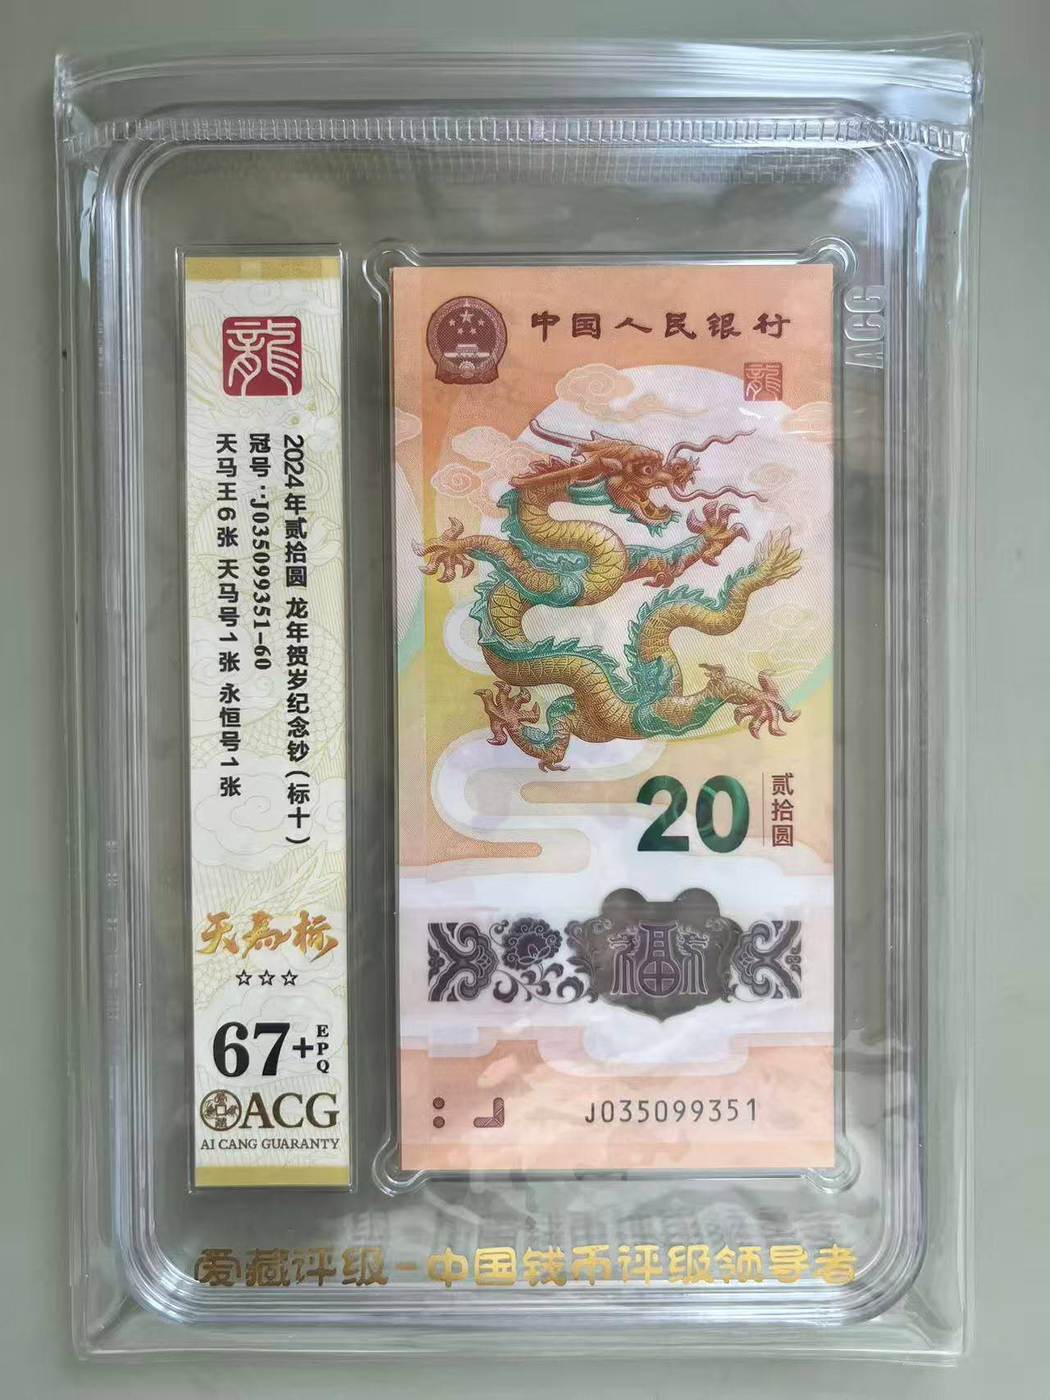 龍
2024年贰拾圆 龙年贺岁纪念钞(标十)
冠号:J035099351-60
天马王6张 天马号1张 永恒号1张
天马标
☆☆☆
67+ EPQ
ACG
AI CANG GUARANTY
中国人民银行
龍
20 贰拾圆
福
J035099351
ACG
爱藏评级-中国钱币评级领导者